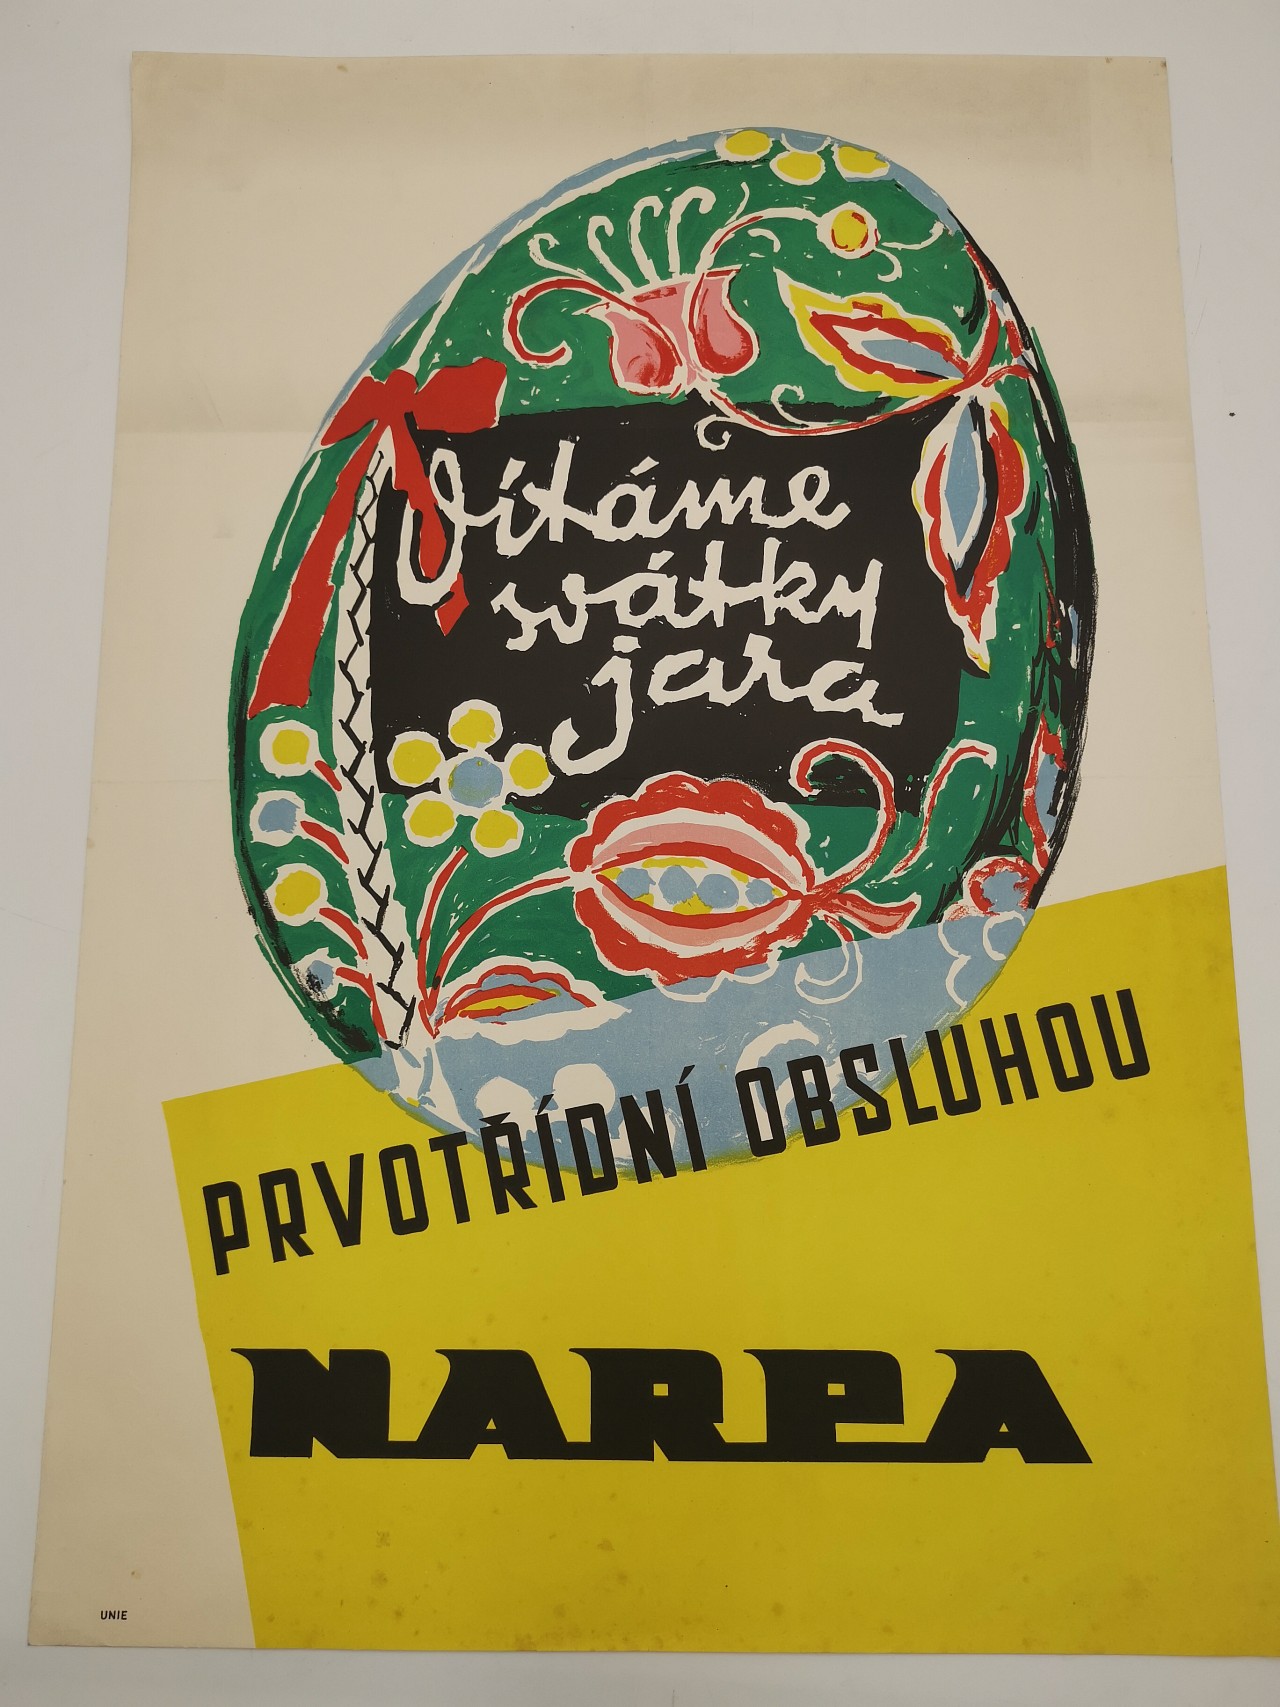 Vítáme
svátky
jara
PRVOTŘÍDNÍ OBSLUHOU
NARPA
UNIE